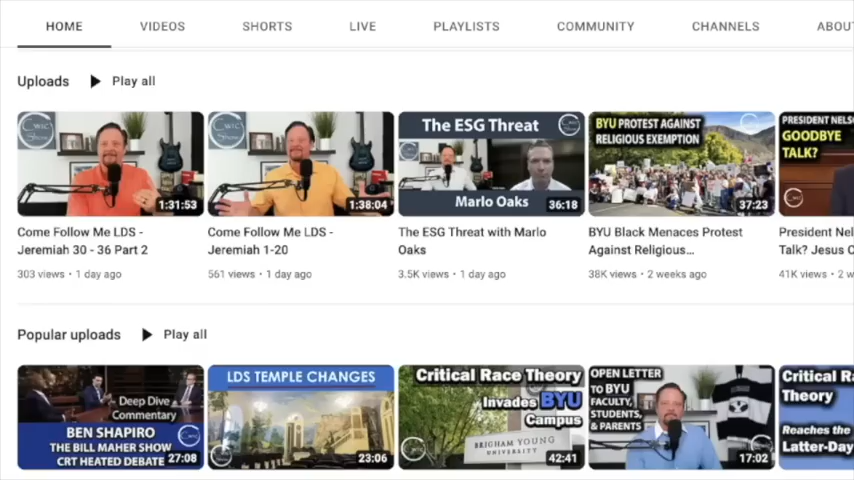 HOME VIDEOS SHORTS LIVE PLAYLISTS COMMUNITY CHANNELS ABOU
Uploads Play all
Cwic
Show
1:31:53
Cwic
Show
1:38:04
The ESG Threat
Marlo Oaks
36:18
BYU PROTEST AGAINST
RELIGIOUS EXEMPTION
37:23
PRESIDENT NELS
GOODBYE
TALK?
Come Follow Me LDS -
Jeremiah 30 - 36 Part 2
303 views • 1 day ago
Come Follow Me LDS -
Jeremiah 1-20
561 views • 1 day ago
The ESG Threat with Marlo
Oaks
3.5K views • 1 day ago
BYU Black Menaces Protest
Against Religious...
38K views • 2 weeks ago
President Nel
Talk? Jesus C
41K views • 2 w
Popular uploads Play all
Deep Dive
Commentary
BEN SHAPIRO
THE BILL MAHER SHOW
CRT HEATED DEBATE
27:08
LDS TEMPLE CHANGES
23:06
Critical Race Theory
Invades BYU
Campus
BRIGHAM YOUNG
UNIVERSITY
42:41
OPEN LETTER
TO BYU
FACULTY,
STUDENTS,
& PARENTS
17:02
Critical Ra
Theory
Reaches the
Latter-Day